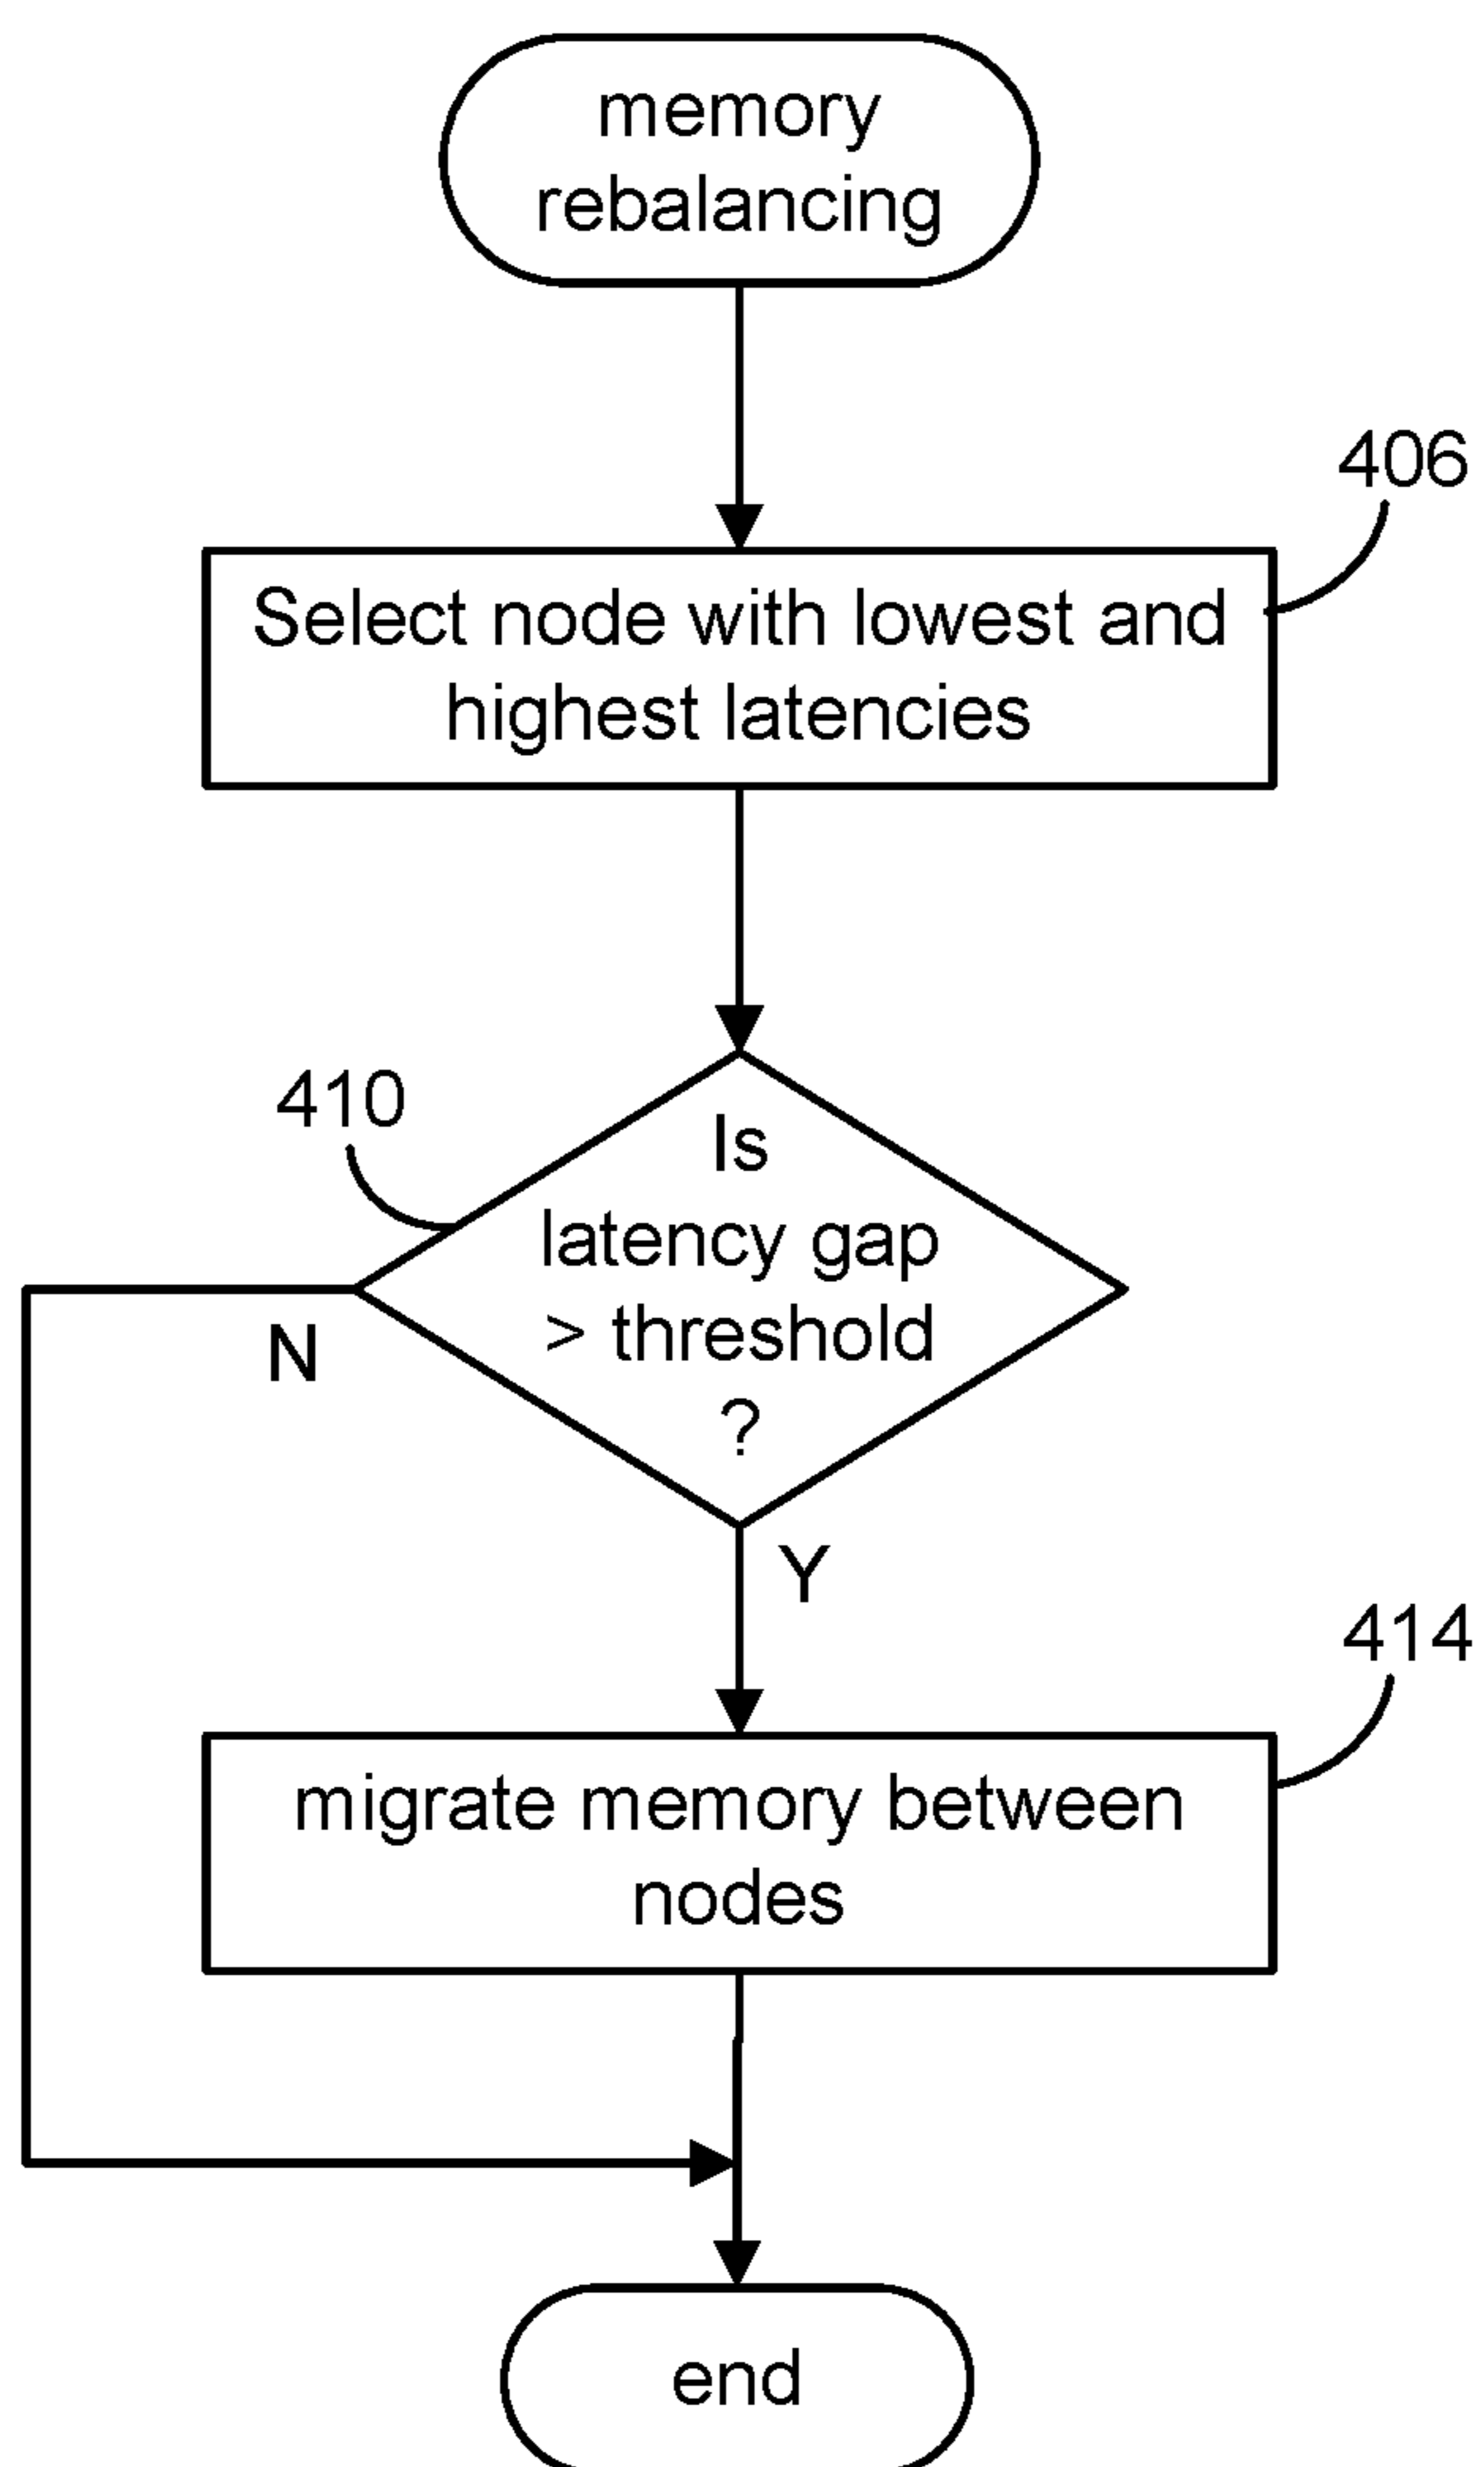 memory
rebalancing
406
Select node with lowest and
highest latencies
410
Is
latency gap
> threshold
?
N
Y
414
migrate memory between
nodes
end